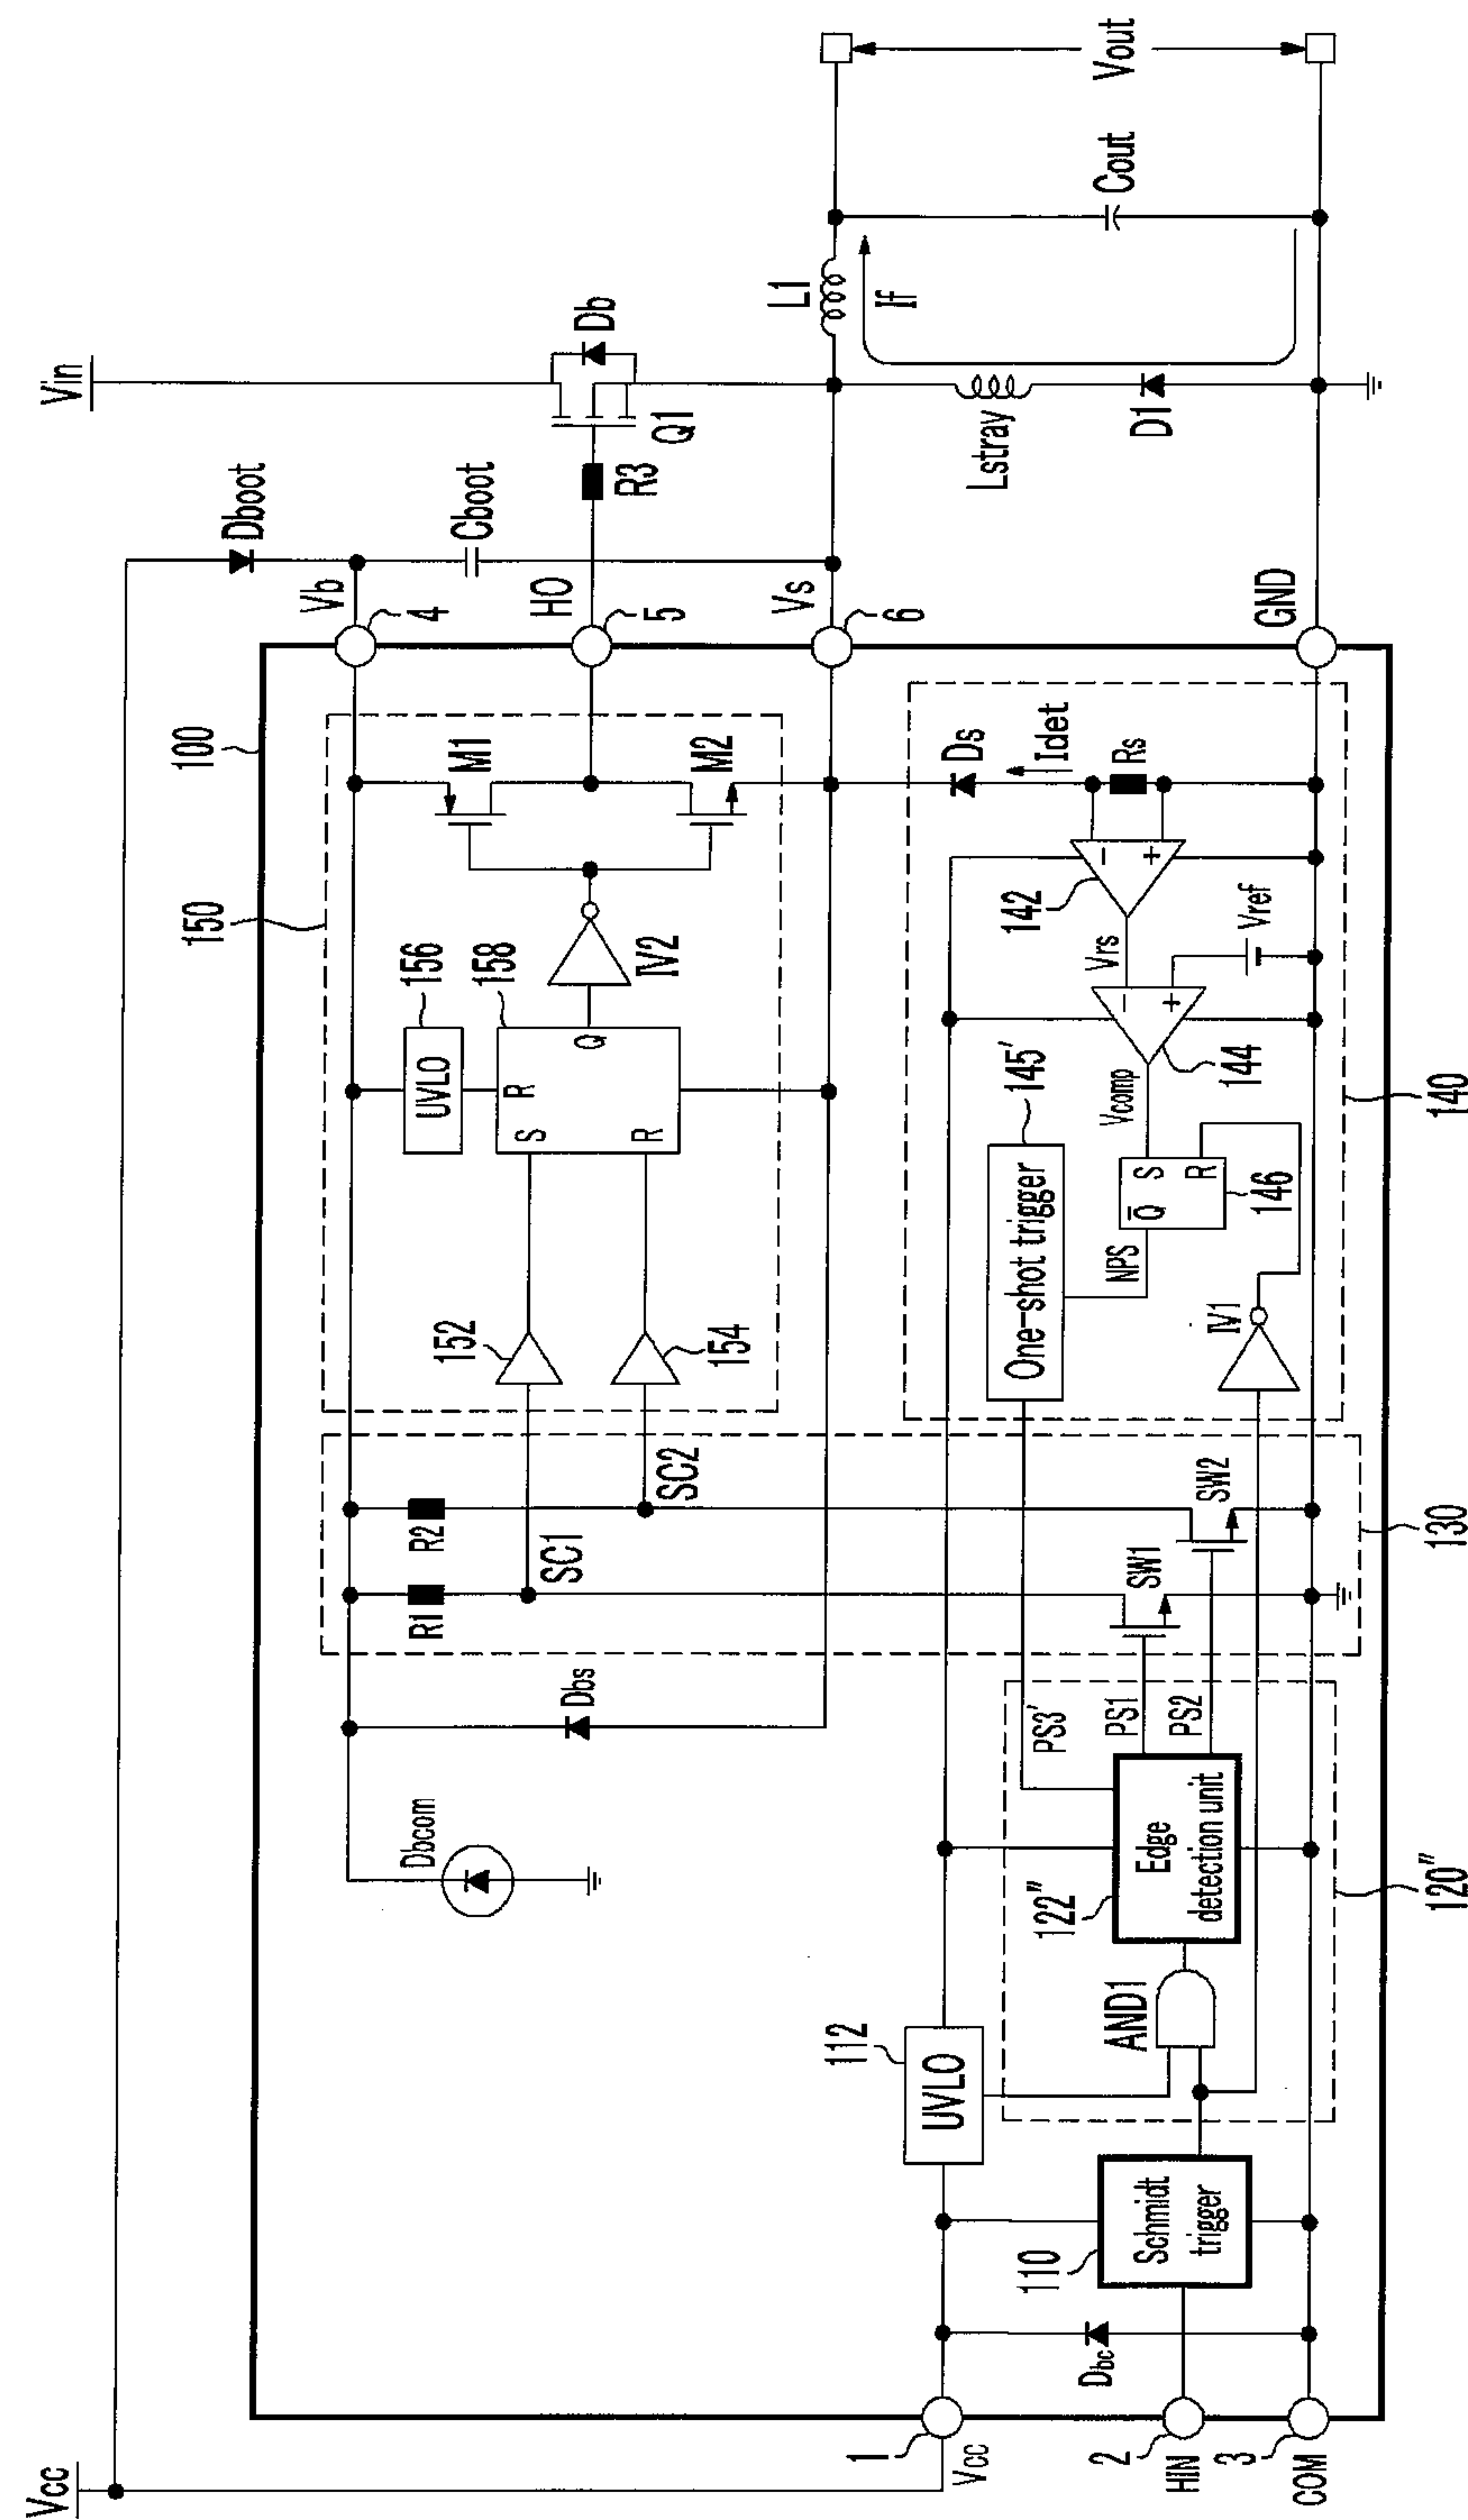 Vcc
Vin
Dboot
100
Vb
4
Cboot
150
HO
5
Db
Q1
R3
M1
M2
156
UVLO
158
S
R
R
Q
IV2
152
154
R1
R2
SC1
SC2
Dbs
Dbcom
Vs
6
L1
If
Cout
Vout
Lstray
D1
GND
112
UVLO
1
Vcc
2
HIN
3
COM
Dbc
110
Schmidt
trigger
AND1
122"
Edge
detection unit
120"
PS3'
PS1
PS2
SW1
SW2
130
One-shot trigger
145'
NPS
Q̅
S
R
146
IV1
Vcomp
144
Vrs
Vref
142
−
+
−
+
Ds
Idet
Rs
140